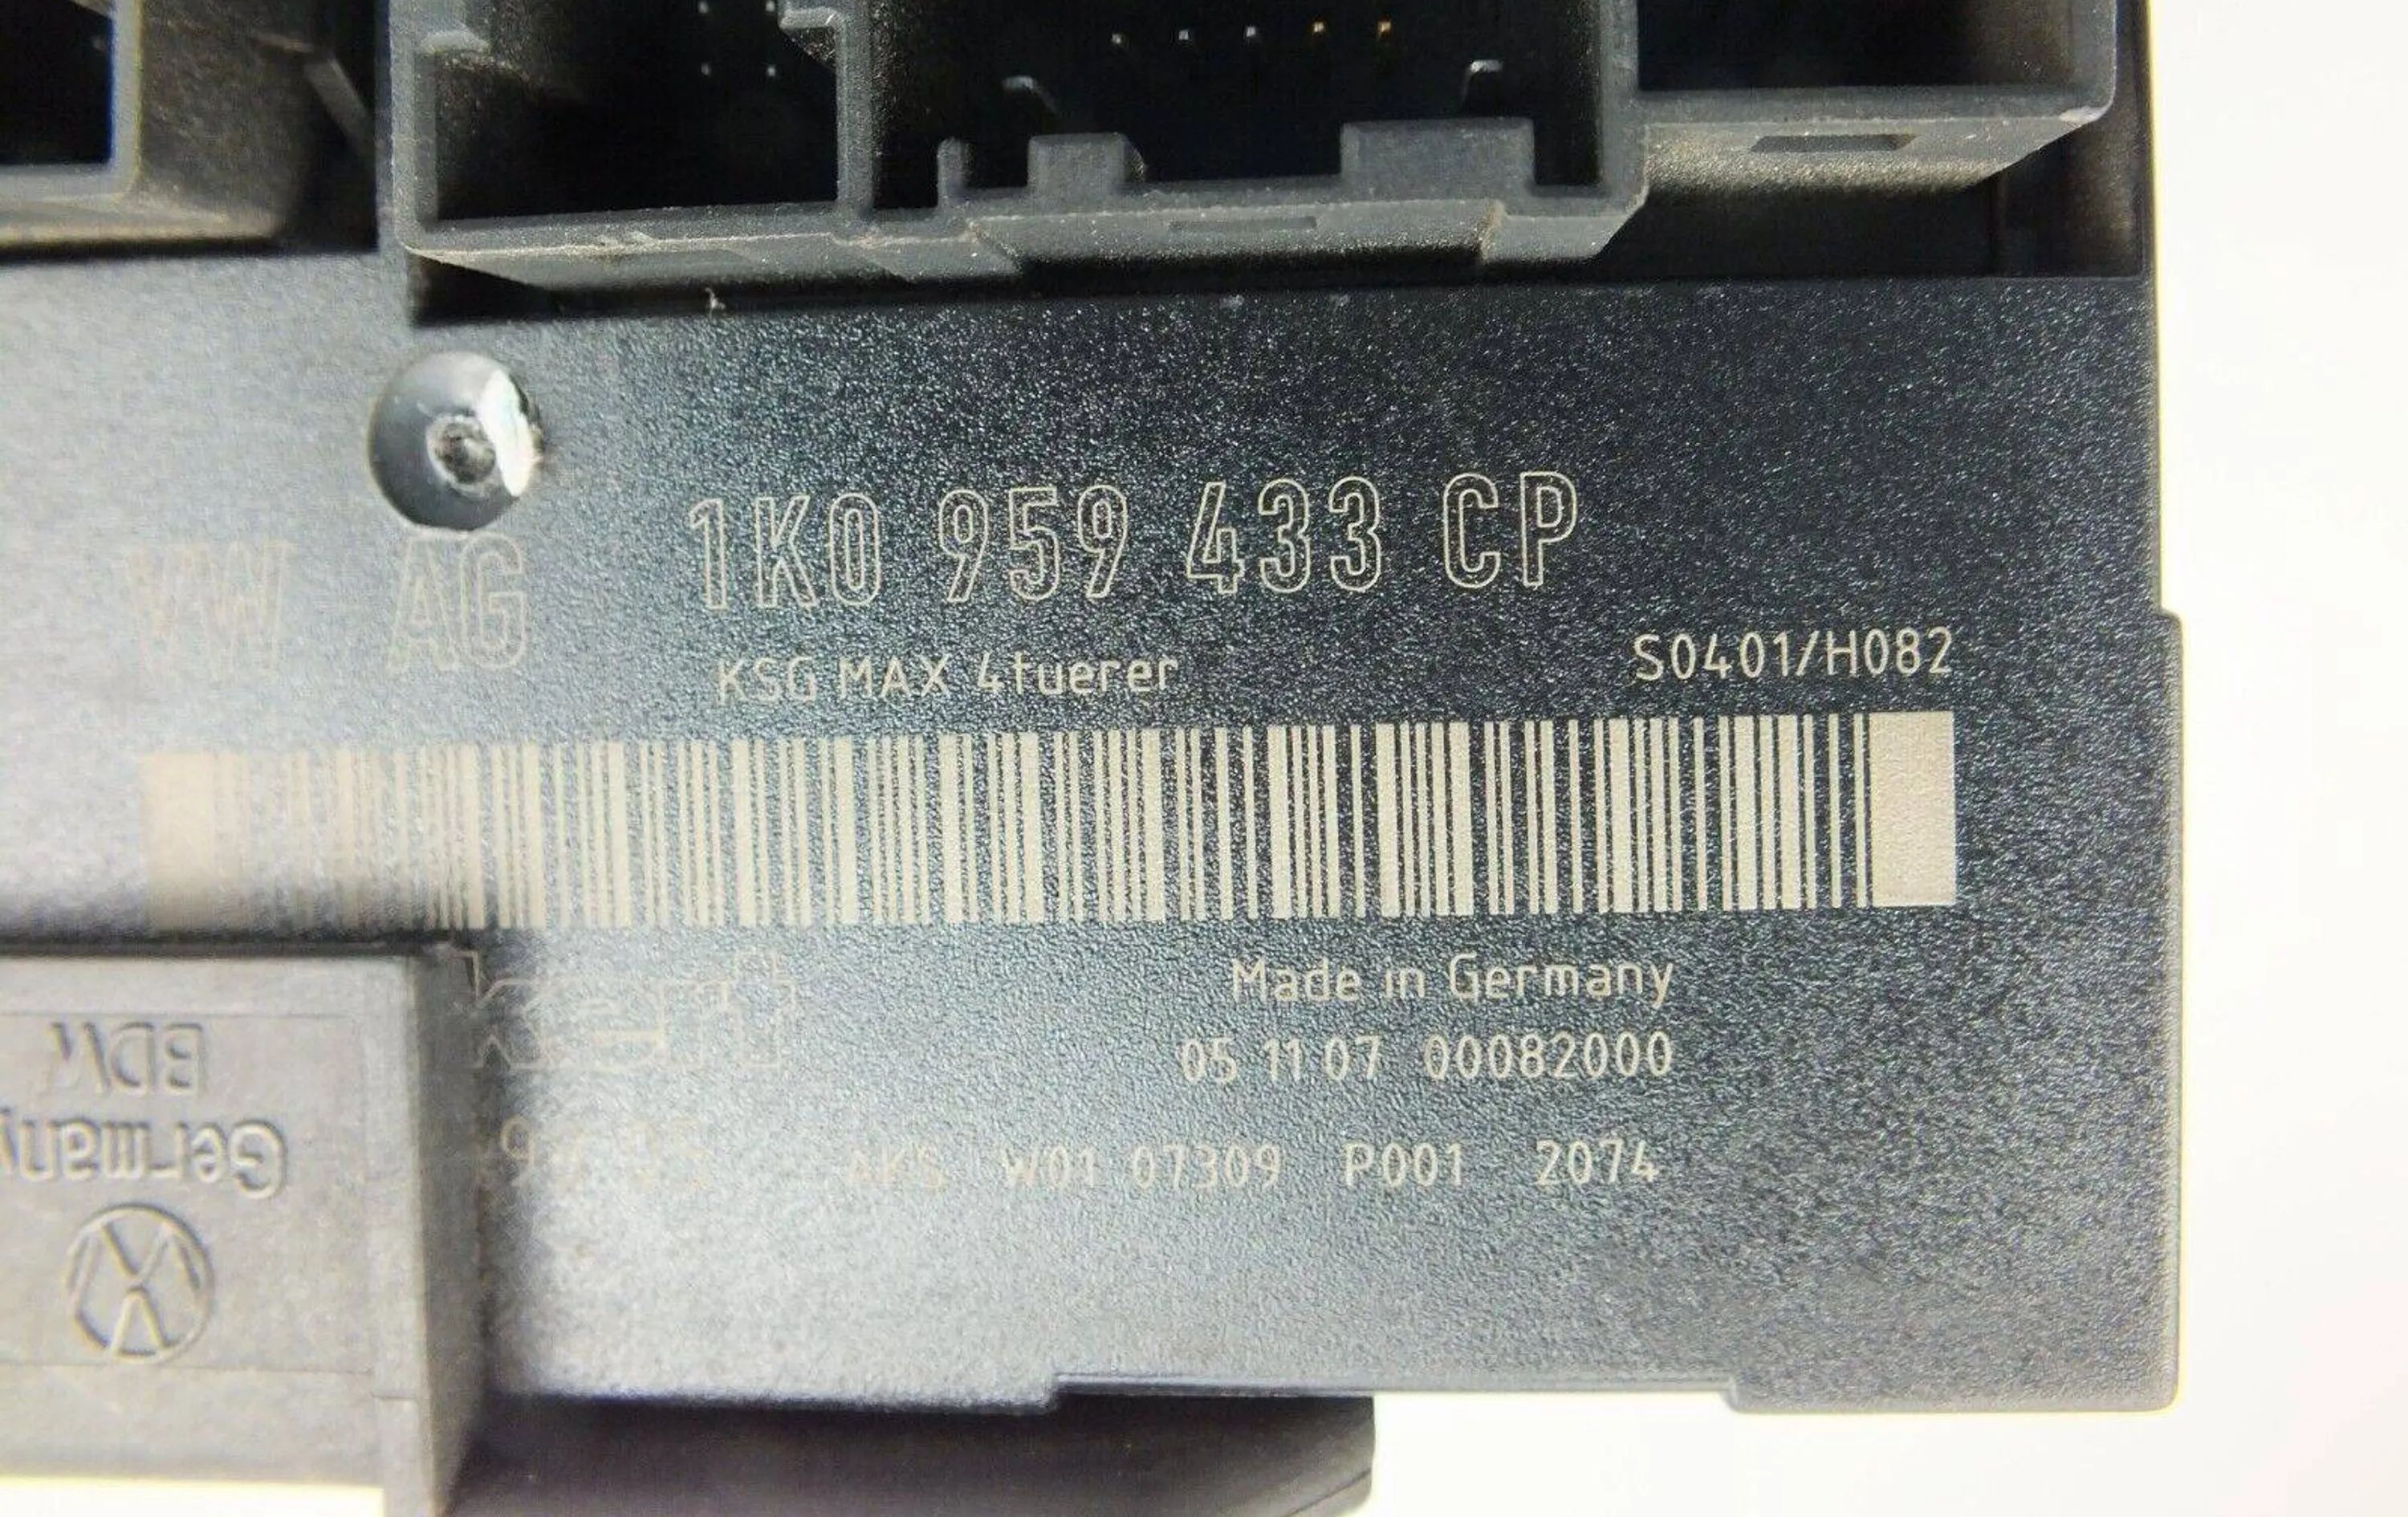 VW AG 1K0 959 433 CP
KSG MAX 4tuerer S0401/H082
Made in Germany
05 11 07 00082000
AKS W01 07309 P001 2074
BDW
Germany